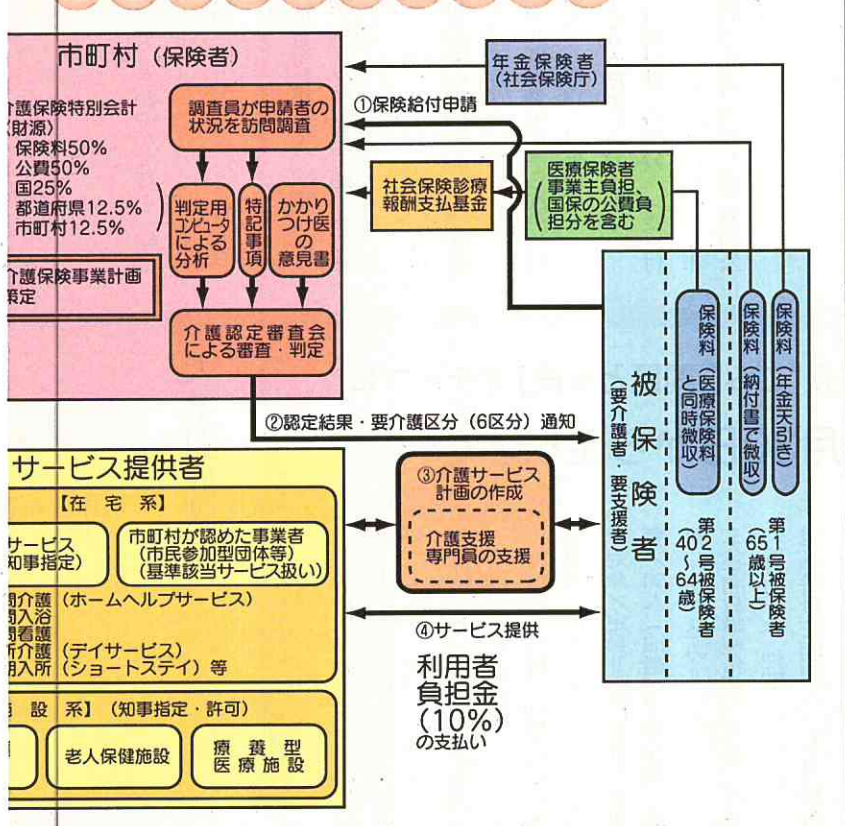 市町村（保険者）
介護保険特別会計
（財源）
保険料50%
公費50%
国25%
都道府県12.5%
市町村12.5%
介護保険事業計画
策定
調査員が申請者の
状況を訪問調査
判定用
コンピュータ
による
分析
特記事項
かかり
つけ医
の
意見書
介護認定審査会
による審査・判定
年金保険者
（社会保険庁）
①保険給付申請
社会保険診療
報酬支払基金
医療保険者
事業主負担、
国保の公費負
担分を含む
②認定結果・要介護区分（6区分）通知
被保険者
（要介護者・要支援者）
保険料（医療保険料
と同時徴収）
第2号被保険者
（40～64歳）
保険料（納付書で徴収）
保険料（年金天引き）
第1号被保険者
（65歳以上）
③介護サービス
計画の作成
介護支援
専門員の支援
④サービス提供
利用者
負担金
（10%）
の支払い
サービス提供者
【在宅系】
サービス
知事指定）
市町村が認めた事業者
（市民参加型団体等）
（基準該当サービス扱い）
問介護（ホームヘルプサービス）
問入浴
問看護
所介護（デイサービス）
期入所（ショートステイ）等
設系】（知事指定・許可）
老人保健施設
療養型
医療施設